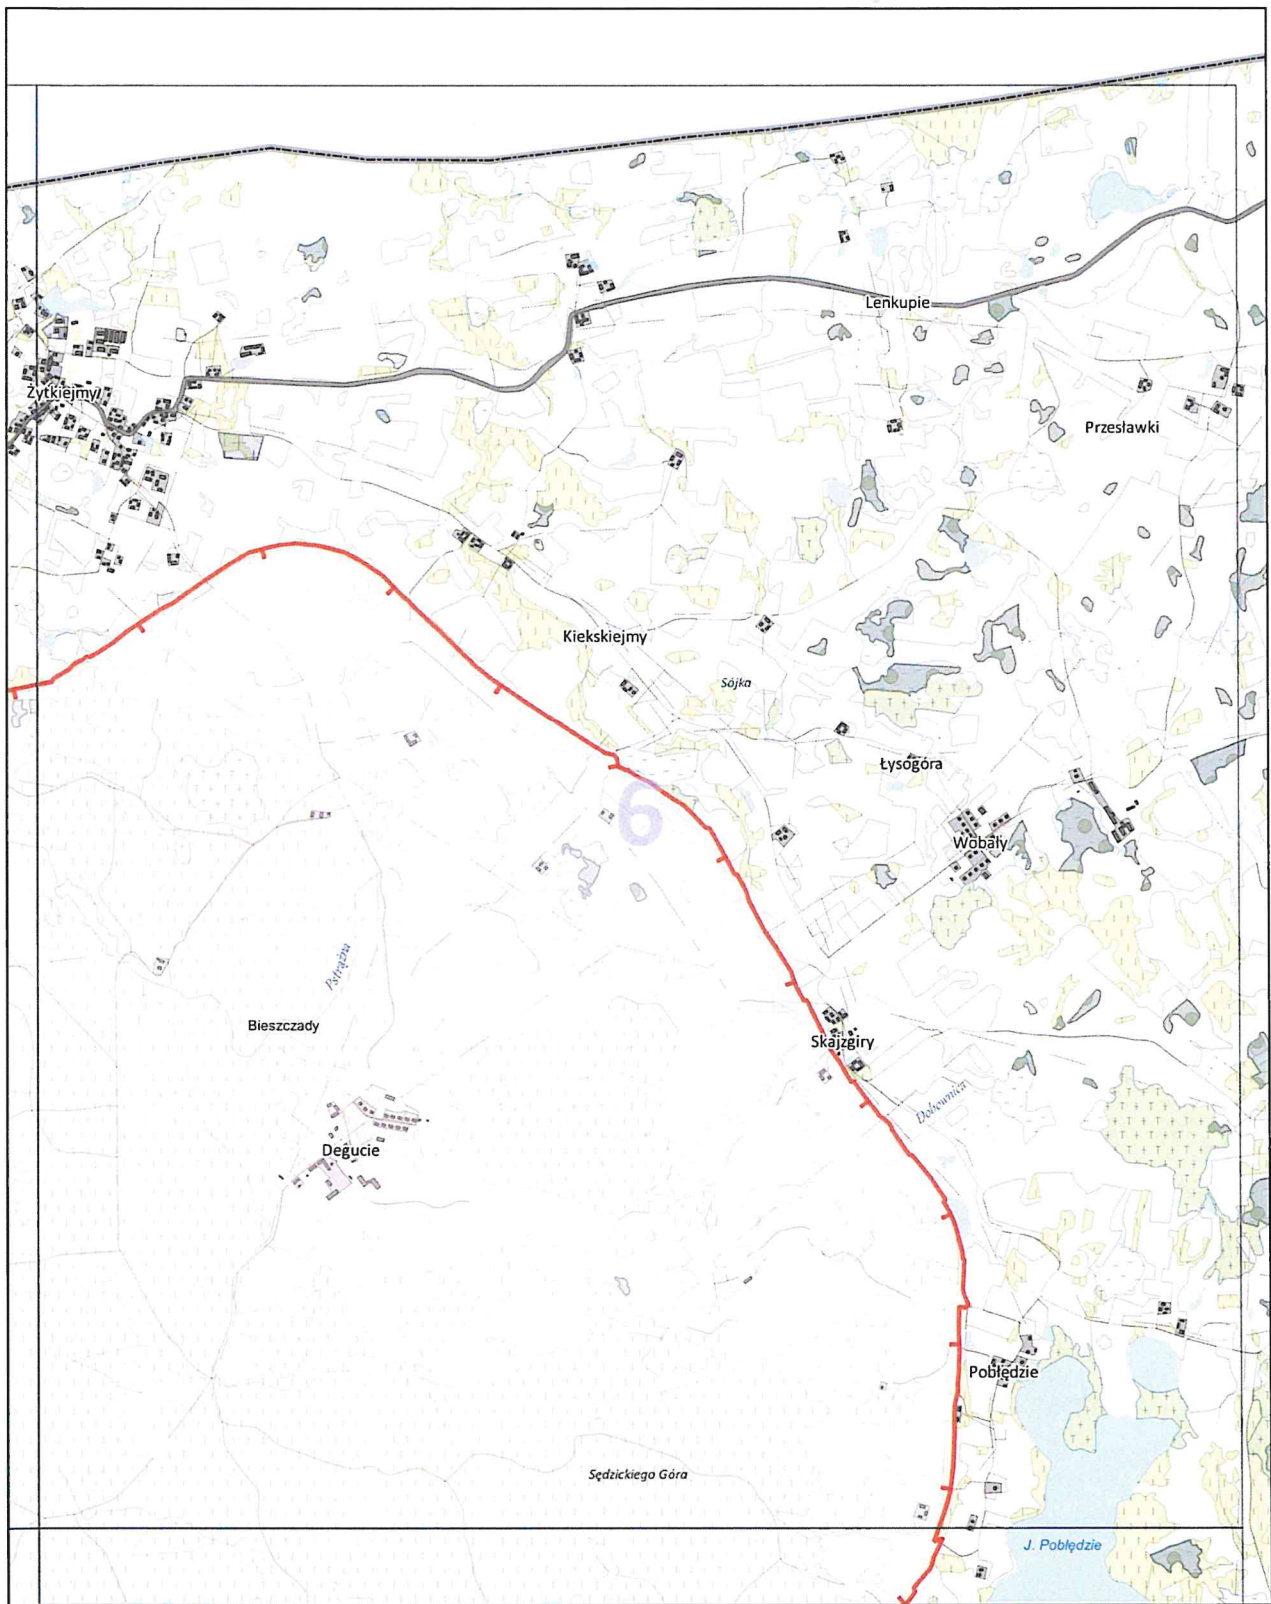 Lenkupie
Żytkiejmy
Przesławki
Kiekskiejmy
Sójka
Łysogóra
6
Wobały
Pstrążna
Bieszczady
Skajzgiry
Dobownica
Degucie
Pobłędzie
Sędzickiego Góra
J. Pobłędzie